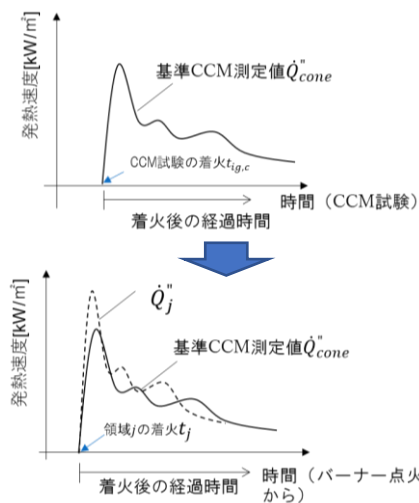 発熱速度[kW/㎡]
基準CCM測定値Q̇"cone
CCM試験の着火tig,c
時間（CCM試験）
着火後の経過時間
発熱速度[kW/㎡]
Q̇"j
基準CCM測定値Q̇"cone
領域jの着火tj
着火後の経過時間
時間（バーナー点火
から）